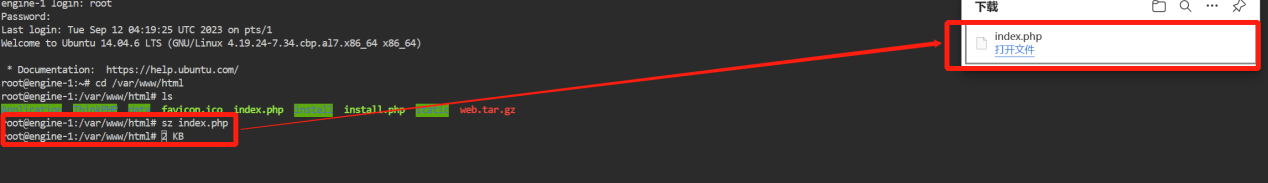 engine-1 login: root
Password:
Last login: Tue Sep 12 04:19:25 UTC 2023 on pts/1
Welcome to Ubuntu 14.04.6 LTS (GNU/Linux 4.19.24-7.34.cbp.al7.x86_64 x86_64)
* Documentation:  https://help.ubuntu.com/
root@engine-1:~# cd /var/www/html
root@engine-1:/var/www/html# ls
favicon.ico index.php install.php web.tar.gz
root@engine-1:/var/www/html# sz index.php
root@engine-1:/var/www/html# 2 KB
下载
index.php
打开文件